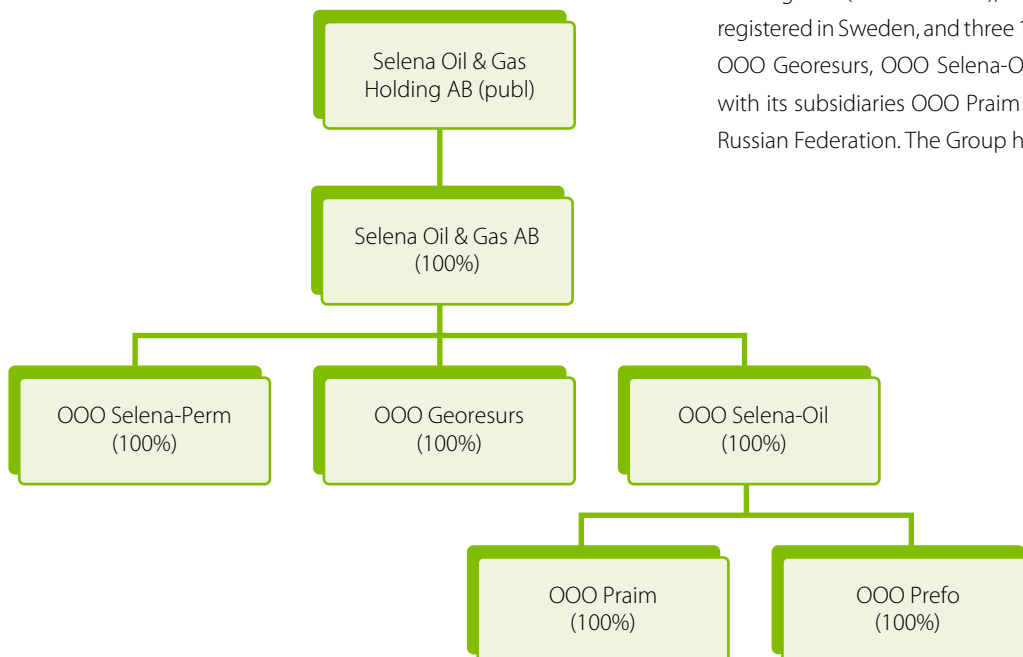 registered in Sweden, and three
OOO Georesurs, OOO
with its subsidiaries OOO Praim
Russian Federation. The Group
Selena Oil & Gas
Holding AB (publ)
Selena Oil & Gas AB
(100%)
OOO Selena-Perm
(100%)
OOO Georesurs
(100%)
OOO Selena-Oil
(100%)
OOO Praim
(100%)
OOO Prefo
(100%)